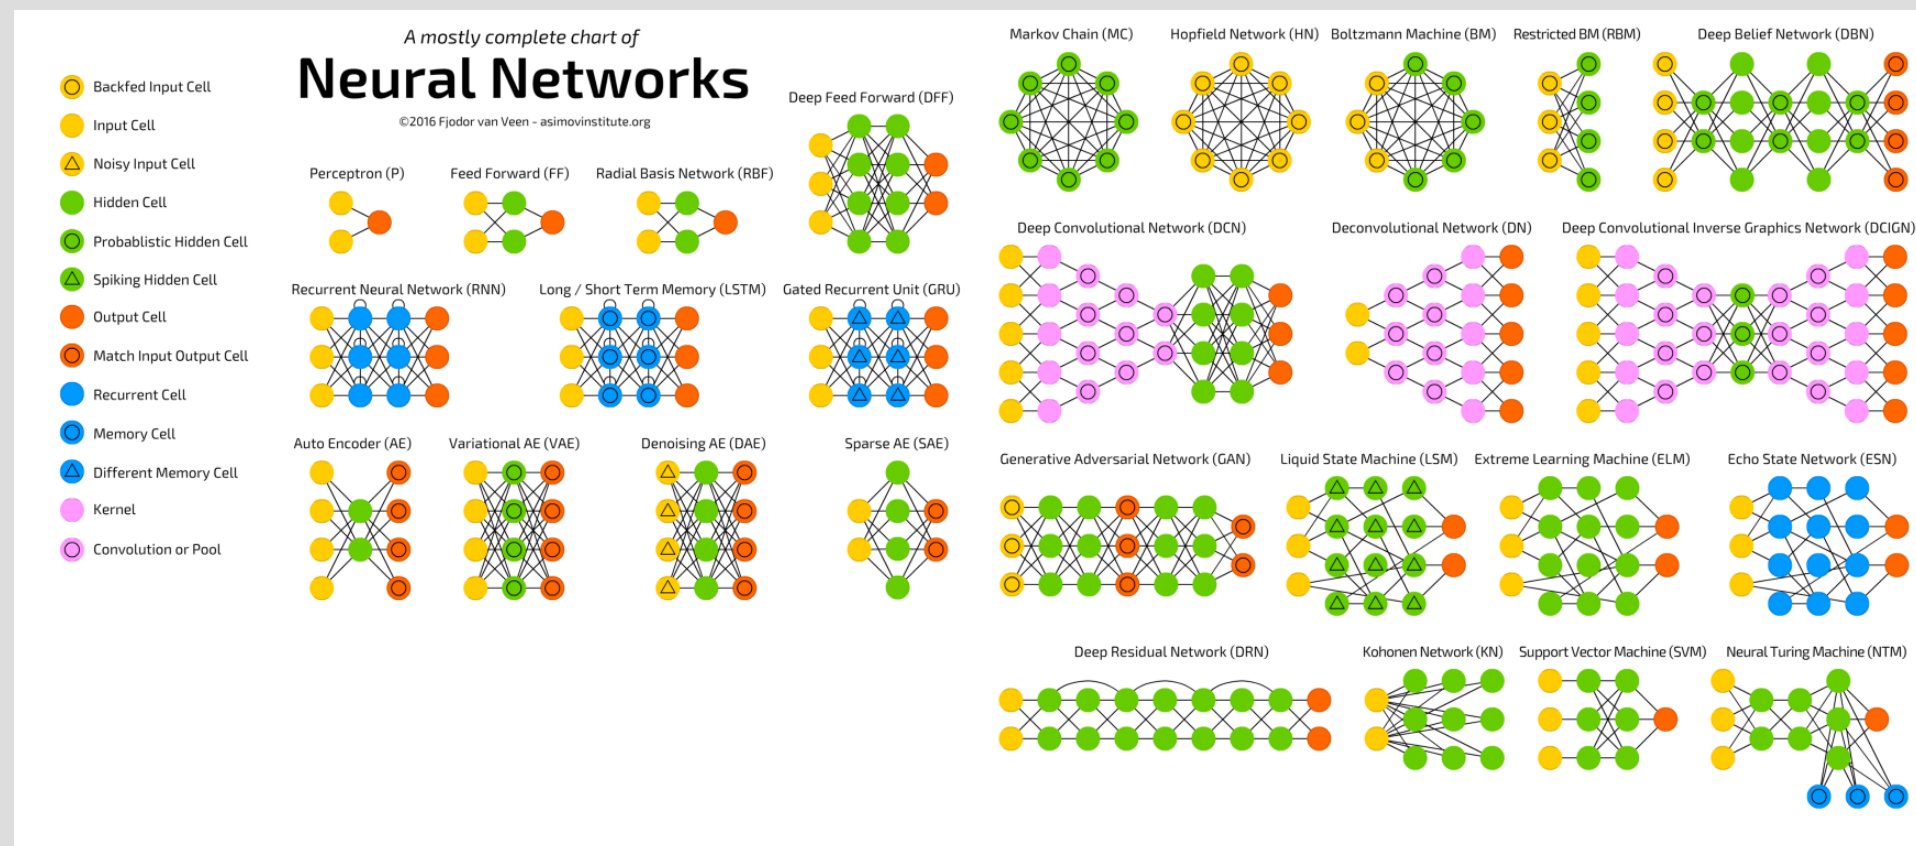 A mostly complete chart of
Neural Networks
©2016 Fjodor van Veen - asimovinstitute.org
Backfed Input Cell
Input Cell
Noisy Input Cell
Hidden Cell
Probablistic Hidden Cell
Spiking Hidden Cell
Output Cell
Match Input Output Cell
Recurrent Cell
Memory Cell
Different Memory Cell
Kernel
Convolution or Pool
Deep Feed Forward (DFF)
Perceptron (P)
Feed Forward (FF)
Radial Basis Network (RBF)
Recurrent Neural Network (RNN)
Long / Short Term Memory (LSTM)
Gated Recurrent Unit (GRU)
Auto Encoder (AE)
Variational AE (VAE)
Denoising AE (DAE)
Sparse AE (SAE)
Markov Chain (MC)
Hopfield Network (HN)
Boltzmann Machine (BM)
Restricted BM (RBM)
Deep Belief Network (DBN)
Deep Convolutional Network (DCN)
Deconvolutional Network (DN)
Deep Convolutional Inverse Graphics Network (DCIGN)
Generative Adversarial Network (GAN)
Liquid State Machine (LSM)
Extreme Learning Machine (ELM)
Echo State Network (ESN)
Deep Residual Network (DRN)
Kohonen Network (KN)
Support Vector Machine (SVM)
Neural Turing Machine (NTM)